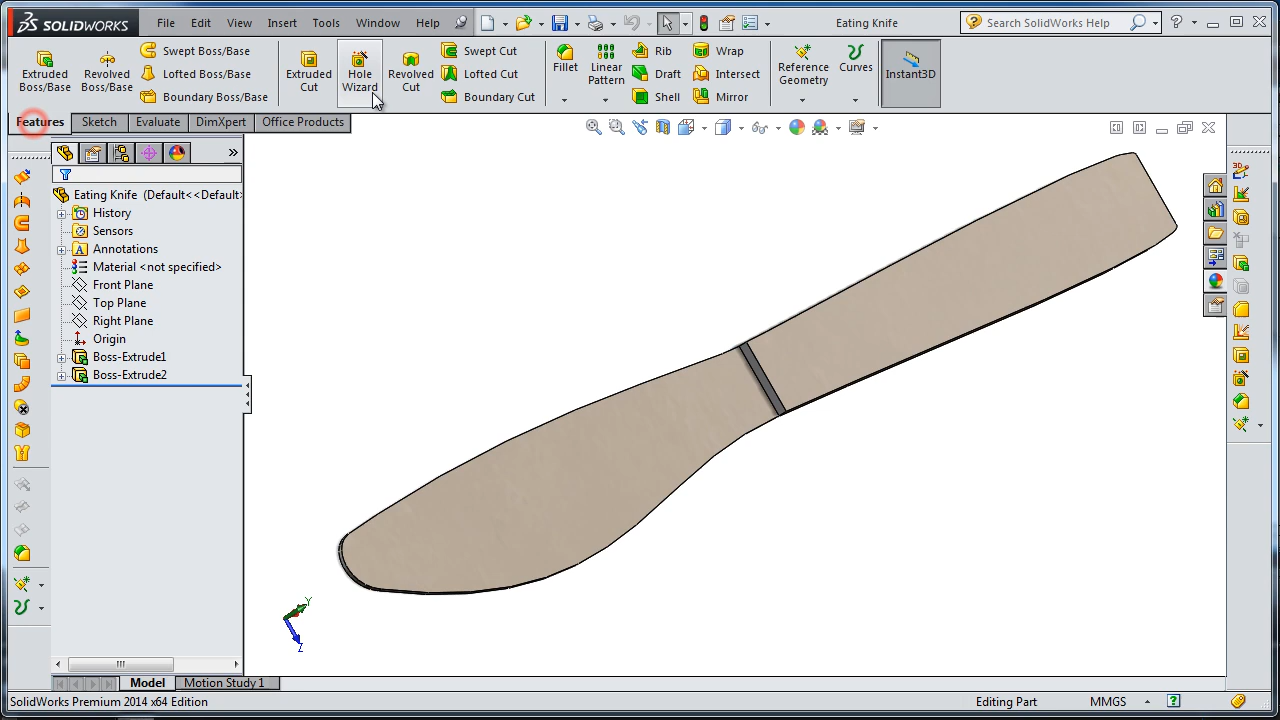 SOLIDWORKS File Edit View Insert Tools Window Help Eating Knife Search SolidWorks Help
Extruded Boss/Base
Revolved Boss/Base
Swept Boss/Base
Lofted Boss/Base
Boundary Boss/Base
Extruded Cut
Hole Wizard
Revolved Cut
Swept Cut
Lofted Cut
Boundary Cut
Fillet
Linear Pattern
Rib
Draft
Shell
Wrap
Intersect
Mirror
Reference Geometry
Curves
Instant3D
Features Sketch Evaluate DimXpert Office Products
Eating Knife (Default<<Default
History
Sensors
Annotations
Material <not specified>
Front Plane
Top Plane
Right Plane
Origin
Boss-Extrude1
Boss-Extrude2
Y
Z
Model Motion Study 1
SolidWorks Premium 2014 x64 Edition Editing Part MMGS